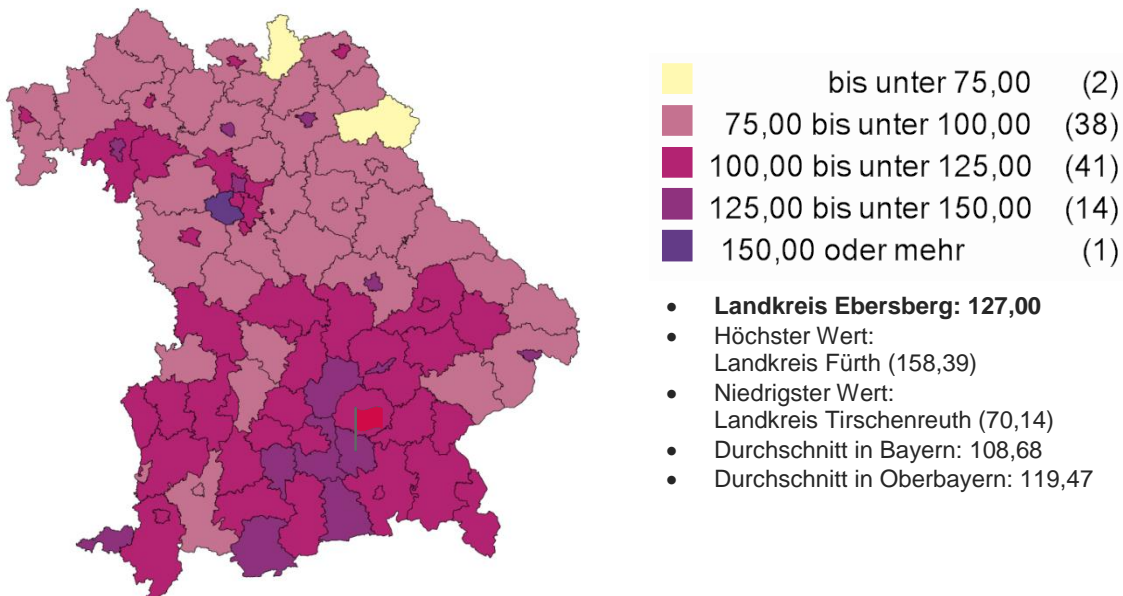 bis unter 75,00 (2)
75,00 bis unter 100,00 (38)
100,00 bis unter 125,00 (41)
125,00 bis unter 150,00 (14)
150,00 oder mehr (1)
• Landkreis Ebersberg: 127,00
• Höchster Wert:
Landkreis Fürth (158,39)
• Niedrigster Wert:
Landkreis Tirschenreuth (70,14)
• Durchschnitt in Bayern: 108,68
• Durchschnitt in Oberbayern: 119,47